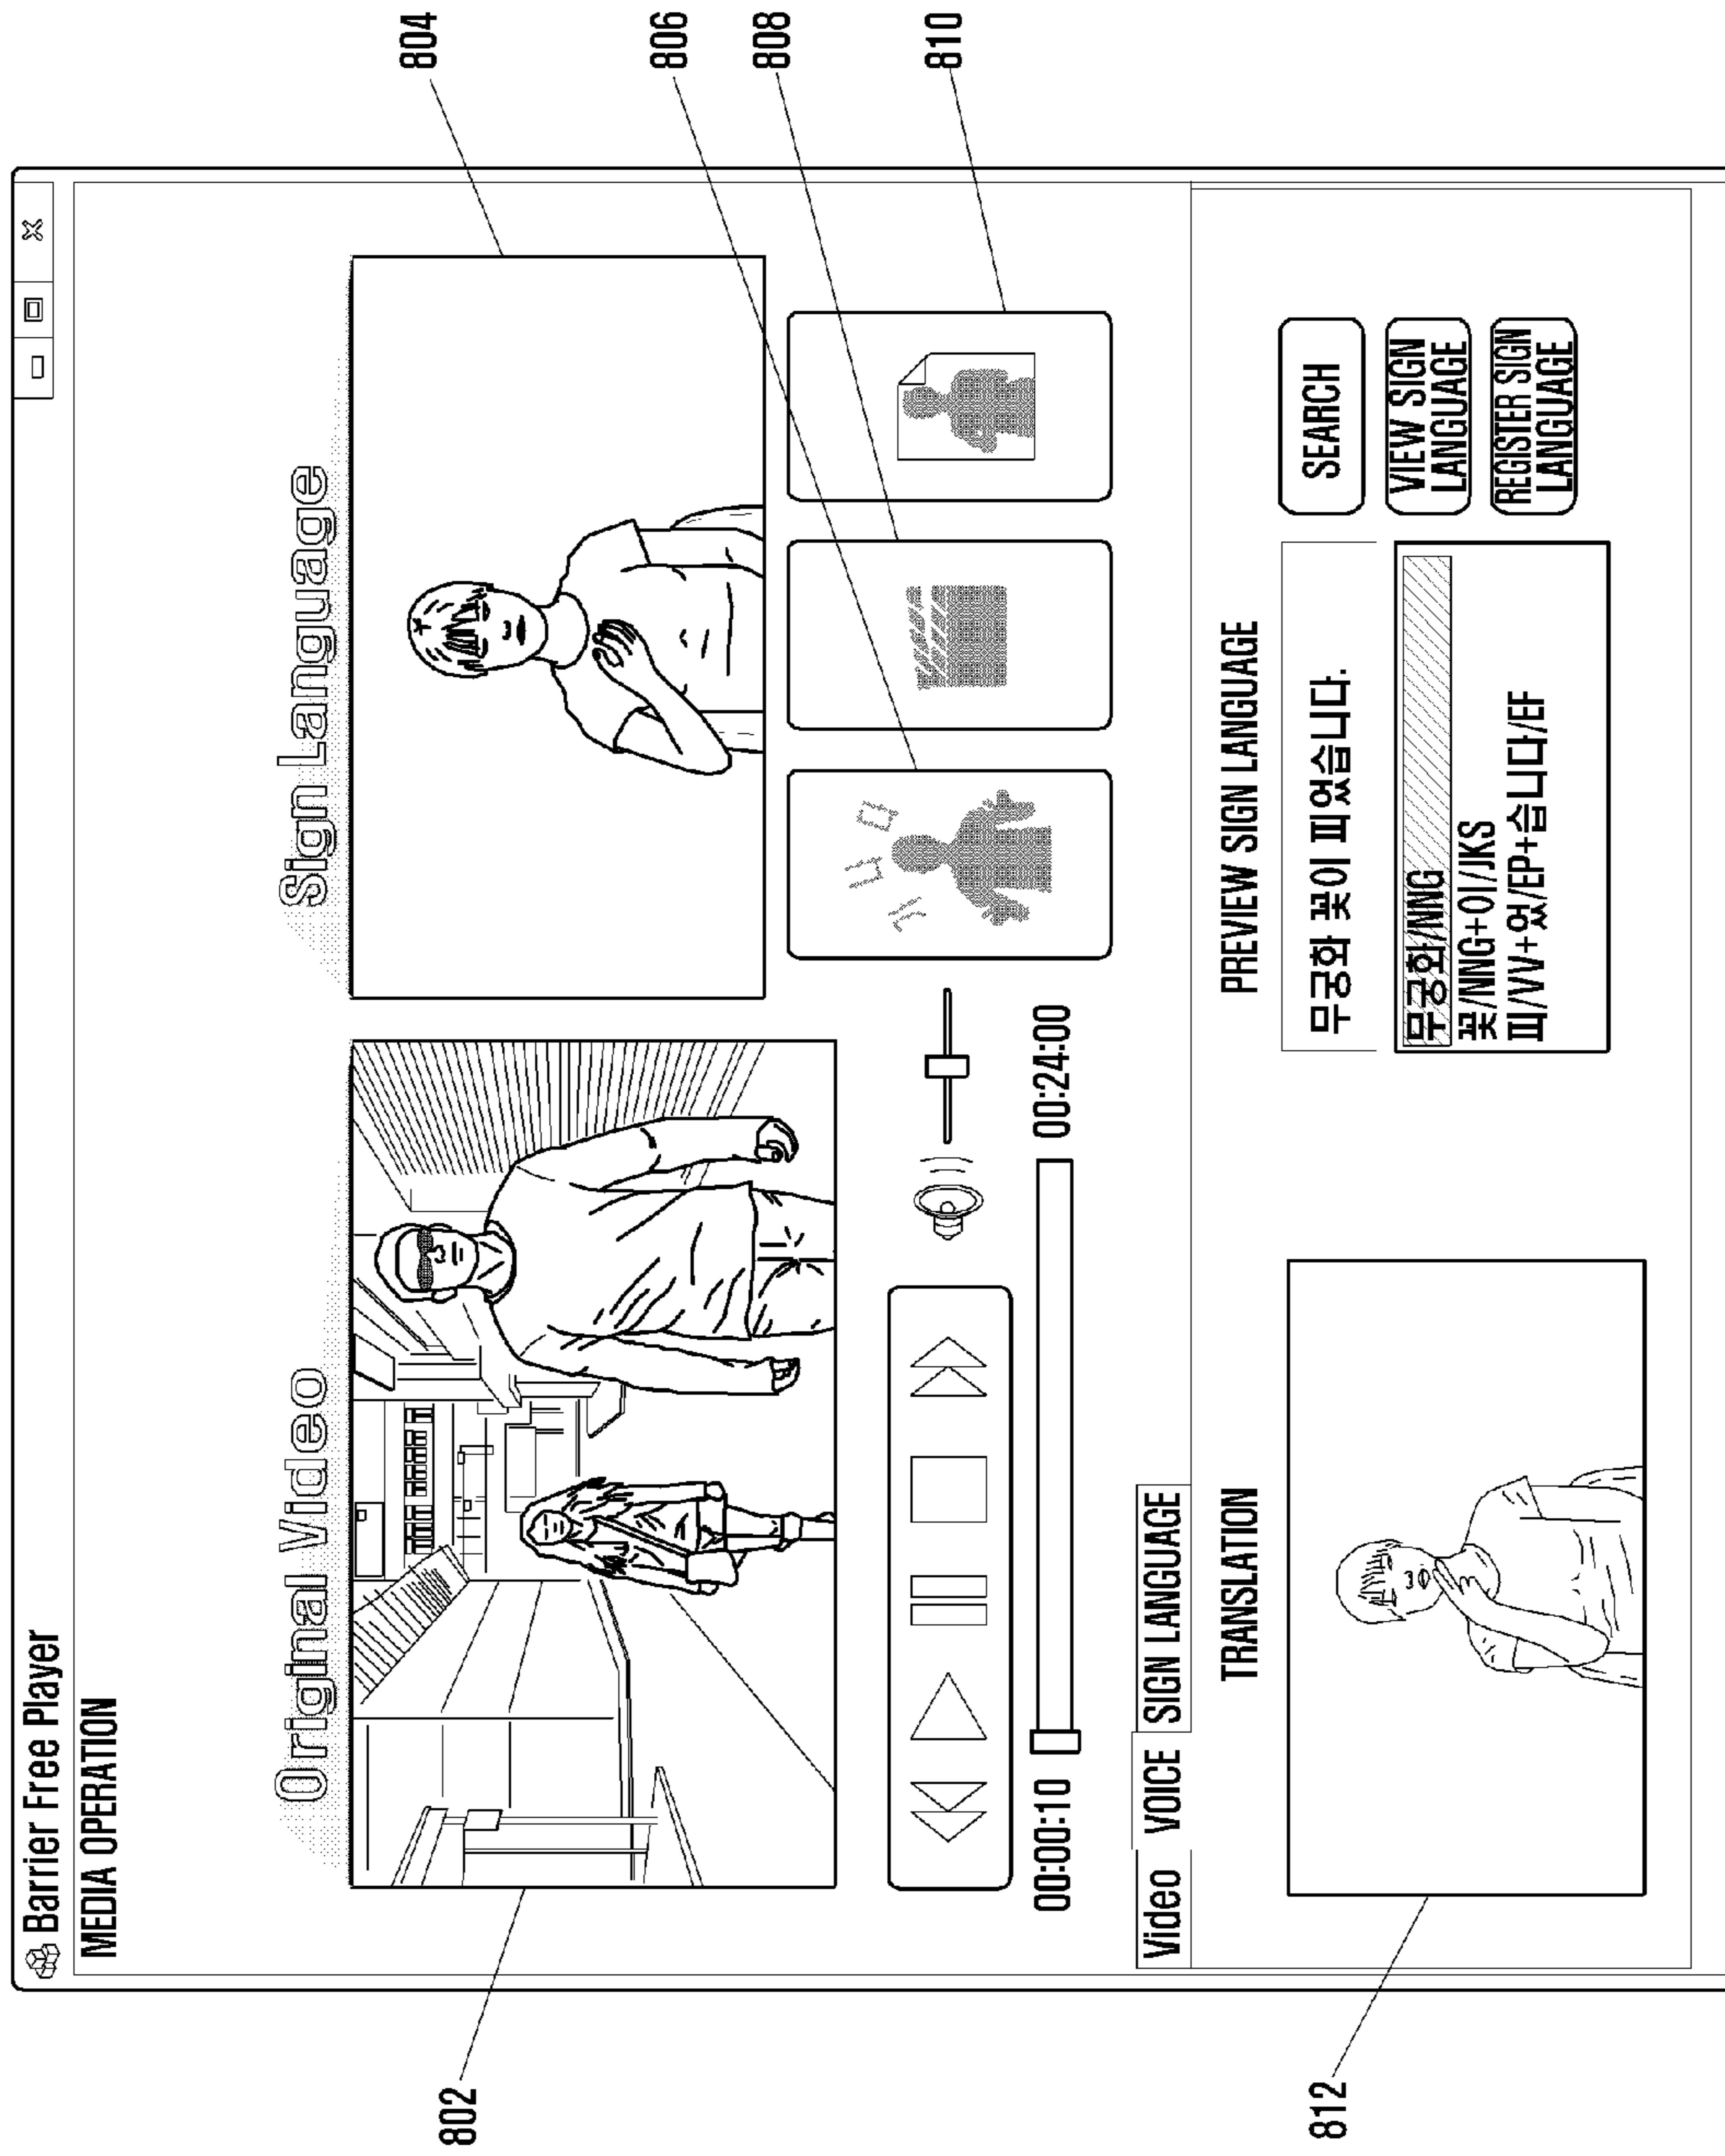 Barrier Free Player
MEDIA OPERATION
Original Video
Sign Language
802
804
806
808
810
00:00:10
00:24:00
Video
VOICE
SIGN LANGUAGE
TRANSLATION
PREVIEW SIGN LANGUAGE
무궁화 꽃이 피었습니다.
SEARCH
무궁화/NNG
꽃/NNG+이/JKS
피/VV+었/EP+습니다/EF
VIEW SIGN
LANGUAGE
REGISTER SIGN
LANGUAGE
812